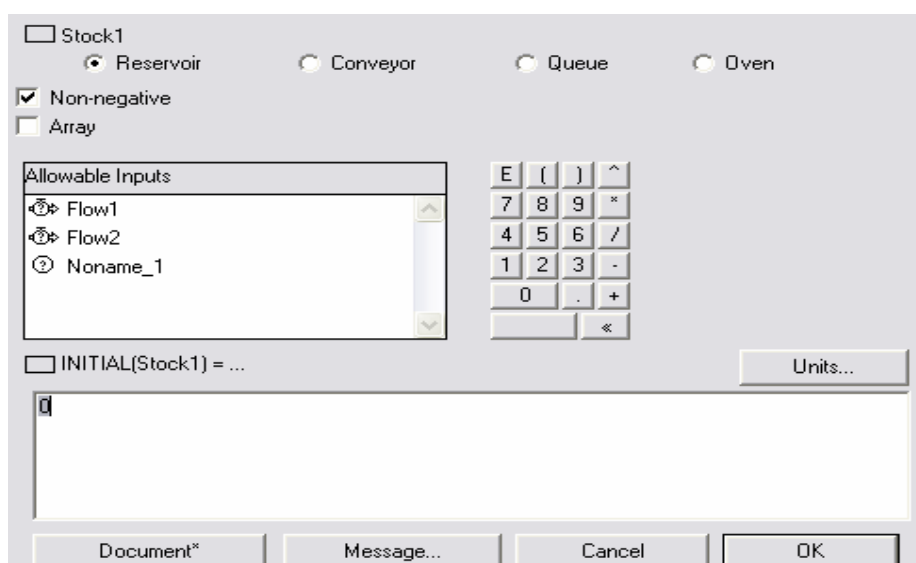 Stock1
Reservoir Conveyor Queue Oven
Non-negative
Array
Allowable Inputs
Flow1
Flow2
Noname_1
E ( ) ^
7 8 9 *
4 5 6 /
1 2 3 -
0 . +
«
INITIAL(Stock1) = ...
Units...
0
Document* Message... Cancel OK